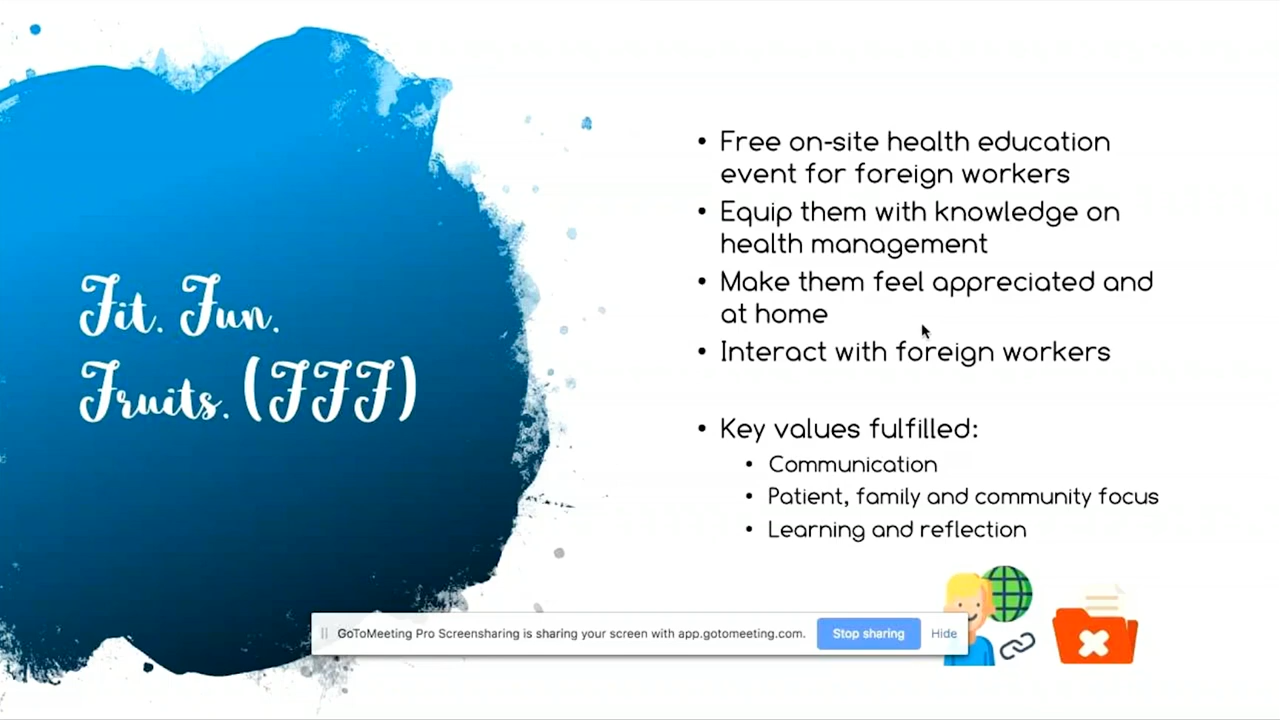 Fit. Fun.
Fruits. (FFF)
• Free on-site health education
event for foreign workers
• Equip them with knowledge on
health management
• Make them feel appreciated and
at home
• Interact with foreign workers
• Key values fulfilled:
• Communication
• Patient, family and community focus
• Learning and reflection
GoToMeeting Pro Screensharing is sharing your screen with app.gotomeeting.com.
Stop sharing
Hide